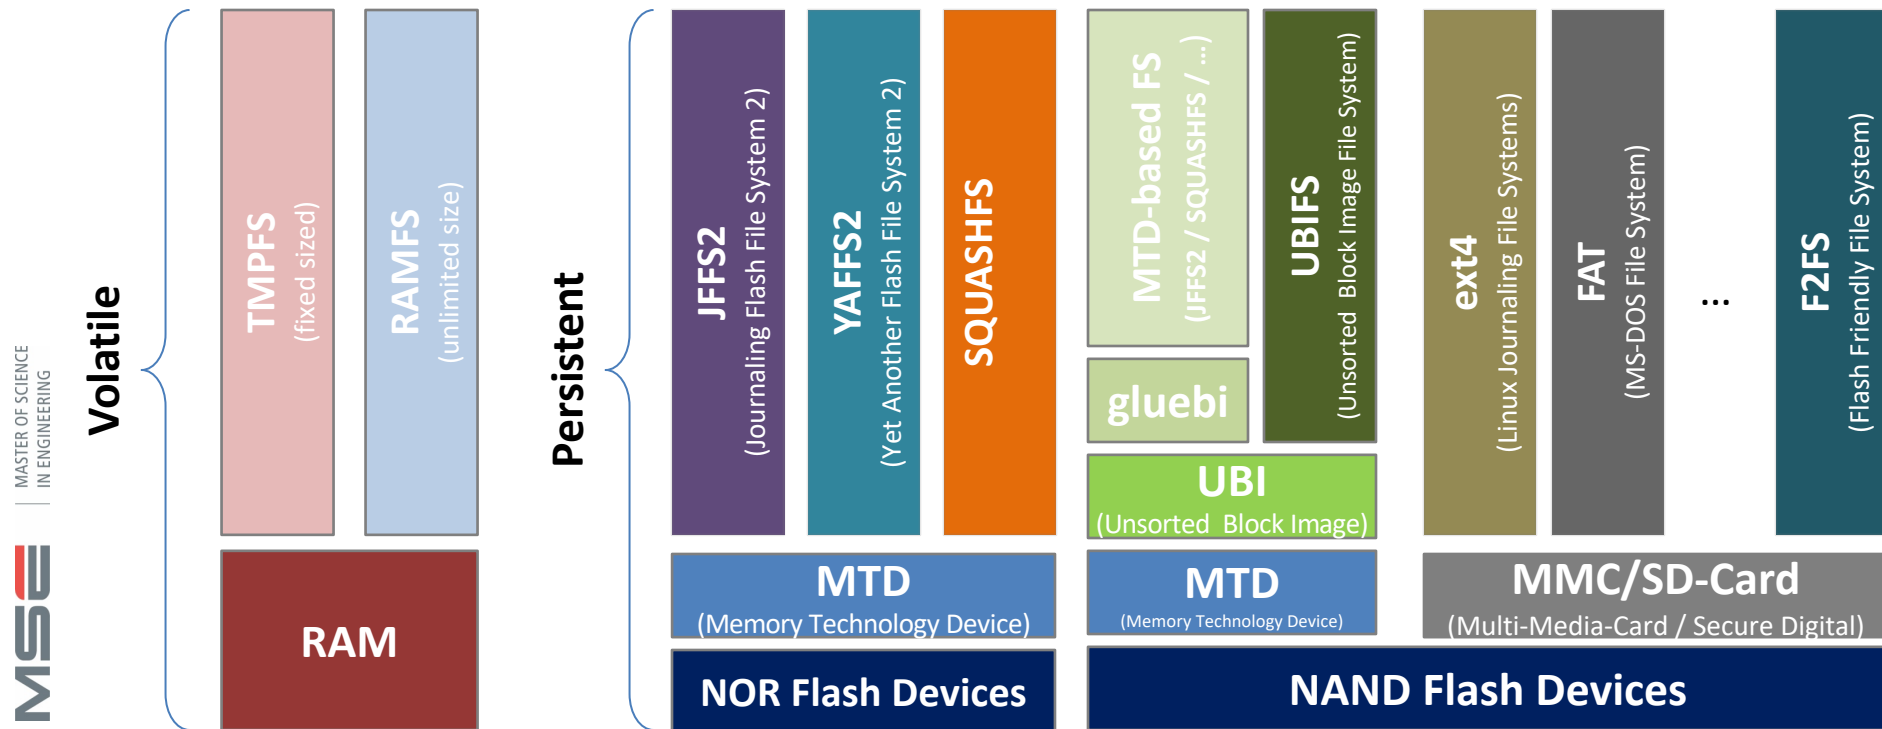 MSE
MASTER OF SCIENCE
IN ENGINEERING
Volatile
TMPFS
(fixed sized)
RAMFS
(unlimited size)
RAM
Persistent
JFFS2
(Journaling Flash File System 2)
YAFFS2
(Yet Another Flash File System 2)
SQUASHFS
MTD
(Memory Technology Device)
NOR Flash Devices
MTD-based FS
(JFFS2 / SQUASHFS / ...)
gluebi
UBIFS
(Unsorted Block Image File System)
UBI
(Unsorted Block Image)
MTD
(Memory Technology Device)
ext4
(Linux Journaling File Systems)
FAT
(MS-DOS File System)
...
F2FS
(Flash Friendly File System)
MMC/SD-Card
(Multi-Media-Card / Secure Digital)
NAND Flash Devices